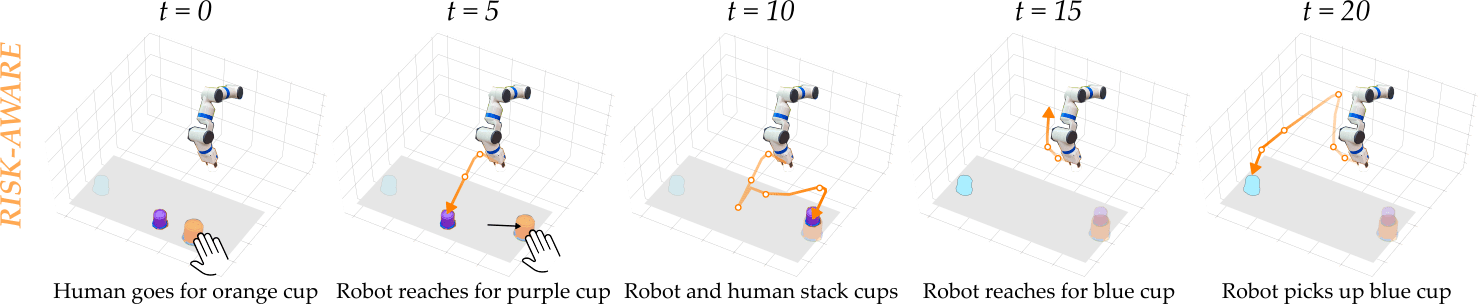 t = 0
t = 5
t = 10
t = 15
t = 20
RISK-AWARE
Human goes for orange cup
Robot reaches for purple cup
Robot and human stack cups
Robot reaches for blue cup
Robot picks up blue cup